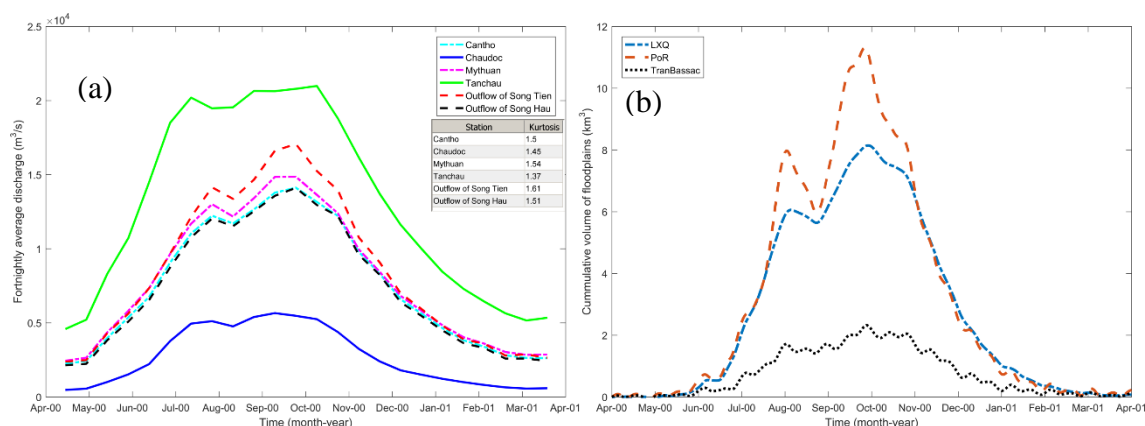 ×10⁴
2.5
2
1.5
1
0.5
0
Fortnightly average discharge (m³/s)
(a)
Cantho
Chaudoc
Mythuan
Tanchau
Outflow of Song Tien
Outflow of Song Hau
Station Kurtosis
Cantho 1.5
Chaudoc 1.45
Mythuan 1.54
Tanchau 1.37
Outflow of Song Tien 1.61
Outflow of Song Hau 1.51
Apr-00 May-00 Jun-00 Jul-00 Aug-00 Sep-00 Oct-00 Nov-00 Dec-00 Jan-01 Feb-01 Mar-01 Apr-01
Time (month-year)
12
10
8
6
4
2
0
Cummulative volume of floodplains (km³)
LXQ
PoR
TranBassac
(b)
Apr-00 May-00 Jun-00 Jul-00 Aug-00 Sep-00 Oct-00 Nov-00 Dec-00 Jan-01 Feb-01 Mar-01 Apr-01
Time (month-year)